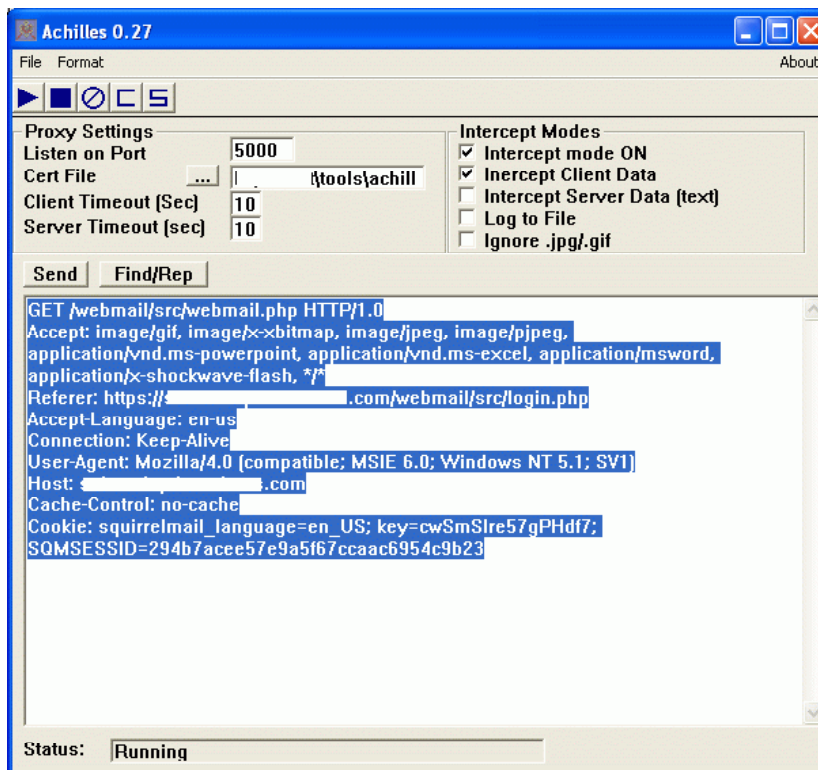 Achilles 0.27
File Format About
Proxy Settings
Listen on Port 5000
Cert File ... \tools\achill
Client Timeout (Sec) 10
Server Timeout (sec) 10
Intercept Modes
Intercept mode ON
Inercept Client Data
Intercept Server Data (text)
Log to File
Ignore .jpg/.gif
Send Find/Rep
GET /webmail/src/webmail.php HTTP/1.0
Accept: image/gif, image/x-xbitmap, image/jpeg, image/pjpeg,
application/vnd.ms-powerpoint, application/vnd.ms-excel, application/msword,
application/x-shockwave-flash, */*
Referer: https:// .com/webmail/src/login.php
Accept-Language: en-us
Connection: Keep-Alive
User-Agent: Mozilla/4.0 (compatible; MSIE 6.0; Windows NT 5.1; SV1)
Host: .com
Cache-Control: no-cache
Cookie: squirrelmail_language=en_US; key=cwSmSlre57gPHdf7;
SQMSESSID=294b7acee57e9a5f67ccaac6954c9b23
Status: Running